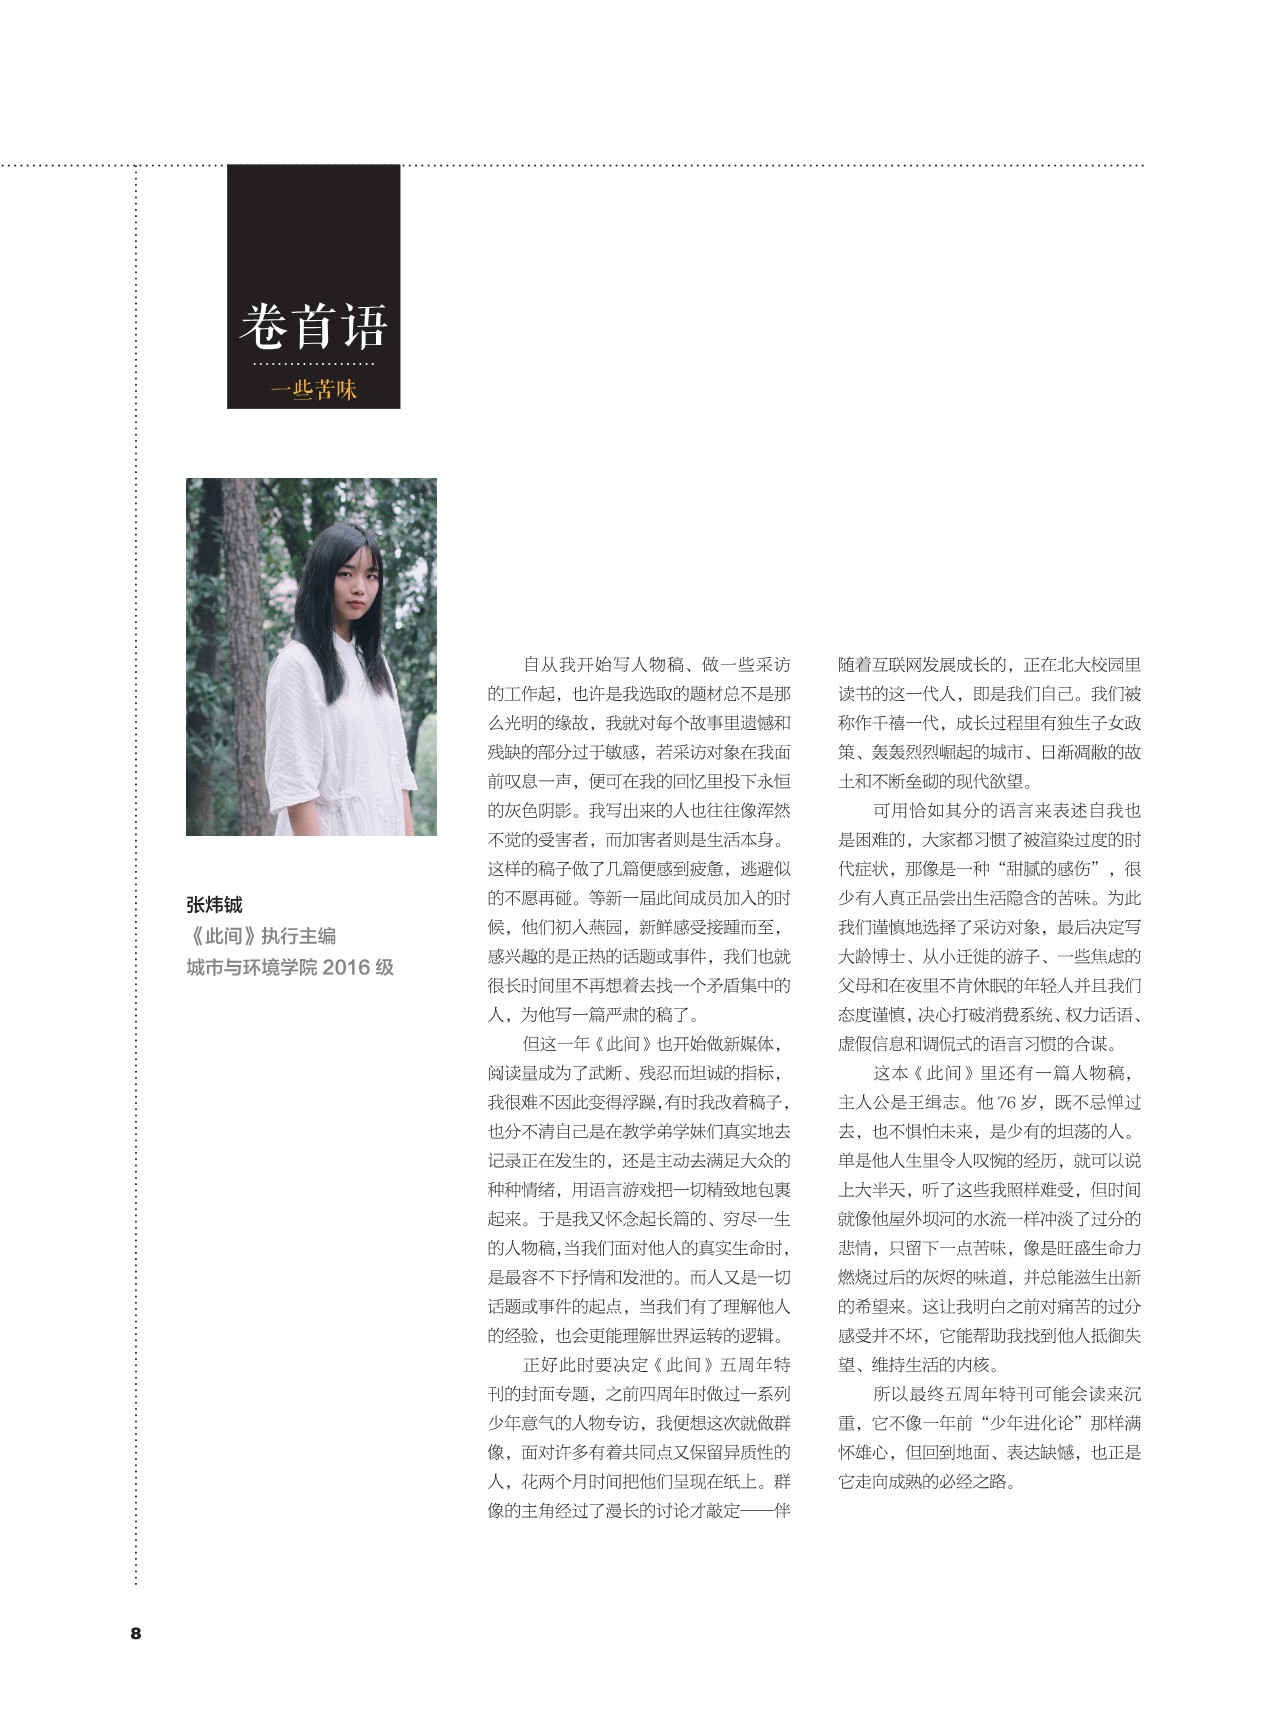 卷首语
一些苦味
张炜铖
《此间》执行主编
城市与环境学院 2016 级
自从我开始写人物稿、做一些采访
的工作起，也许是我选取的题材总不是那
么光明的缘故，我就对每个故事里遗憾和
残缺的部分过于敏感，若采访对象在我面
前叹息一声，便可在我的回忆里投下永恒
的灰色阴影。我写出来的人也往往像浑然
不觉的受害者，而加害者则是生活本身。
这样的稿子做了几篇便感到疲惫，逃避似
的不愿再碰。等新一届此间成员加入的时
候，他们初入燕园，新鲜感受接踵而至，
感兴趣的是正热的话题或事件，我们也就
很长时间里不再想着去找一个矛盾集中的
人，为他写一篇严肃的稿了。
但这一年《此间》也开始做新媒体，
阅读量成为了武断、残忍而坦诚的指标，
我很难不因此变得浮躁，有时我改着稿子，
也分不清自己是在教学弟学妹们真实地去
记录正在发生的，还是主动去满足大众的
种种情绪，用语言游戏把一切精致地包裹
起来。于是我又怀念起长篇的、穷尽一生
的人物稿，当我们面对他人的真实生命时，
是最容不下抒情和发泄的。而人又是一切
话题或事件的起点，当我们有了理解他人
的经验，也会更能理解世界运转的逻辑。
正好此时要决定《此间》五周年特
刊的封面专题，之前四周年时做过一系列
少年意气的人物专访，我便想这次就做群
像，面对许多有着共同点又保留异质性的
人，花两个月时间把他们呈现在纸上。群
像的主角经过了漫长的讨论才敲定——伴
随着互联网发展成长的，正在北大校园里
读书的这一代人，即是我们自己。我们被
称作千禧一代，成长过程里有独生子女政
策、轰轰烈烈崛起的城市、日渐凋敝的故
土和不断垒砌的现代欲望。
可用恰如其分的语言来表述自我也
是困难的，大家都习惯了被渲染过度的时
代症状，那像是一种“甜腻的感伤”，很
少有人真正品尝出生活隐含的苦味。为此
我们谨慎地选择了采访对象，最后决定写
大龄博士、从小迁徙的游子、一些焦虑的
父母和在夜里不肯休眠的年轻人并且我们
态度谨慎，决心打破消费系统、权力话语、
虚假信息和调侃式的语言习惯的合谋。
这本《此间》里还有一篇人物稿，
主人公是王缉志。他 76 岁，既不忌惮过
去，也不惧怕未来，是少有的坦荡的人。
单是他人生里令人叹惋的经历，就可以说
上大半天，听了这些我照样难受，但时间
就像他屋外坝河的水流一样冲淡了过分的
悲情，只留下一点苦味，像是旺盛生命力
燃烧过后的灰烬的味道，并总能滋生出新
的希望来。这让我明白之前对痛苦的过分
感受并不坏，它能帮助我找到他人抵御失
望、维持生活的内核。
所以最终五周年特刊可能会读来沉
重，它不像一年前“少年进化论”那样满
怀雄心，但回到地面、表达缺憾，也正是
它走向成熟的必经之路。
8